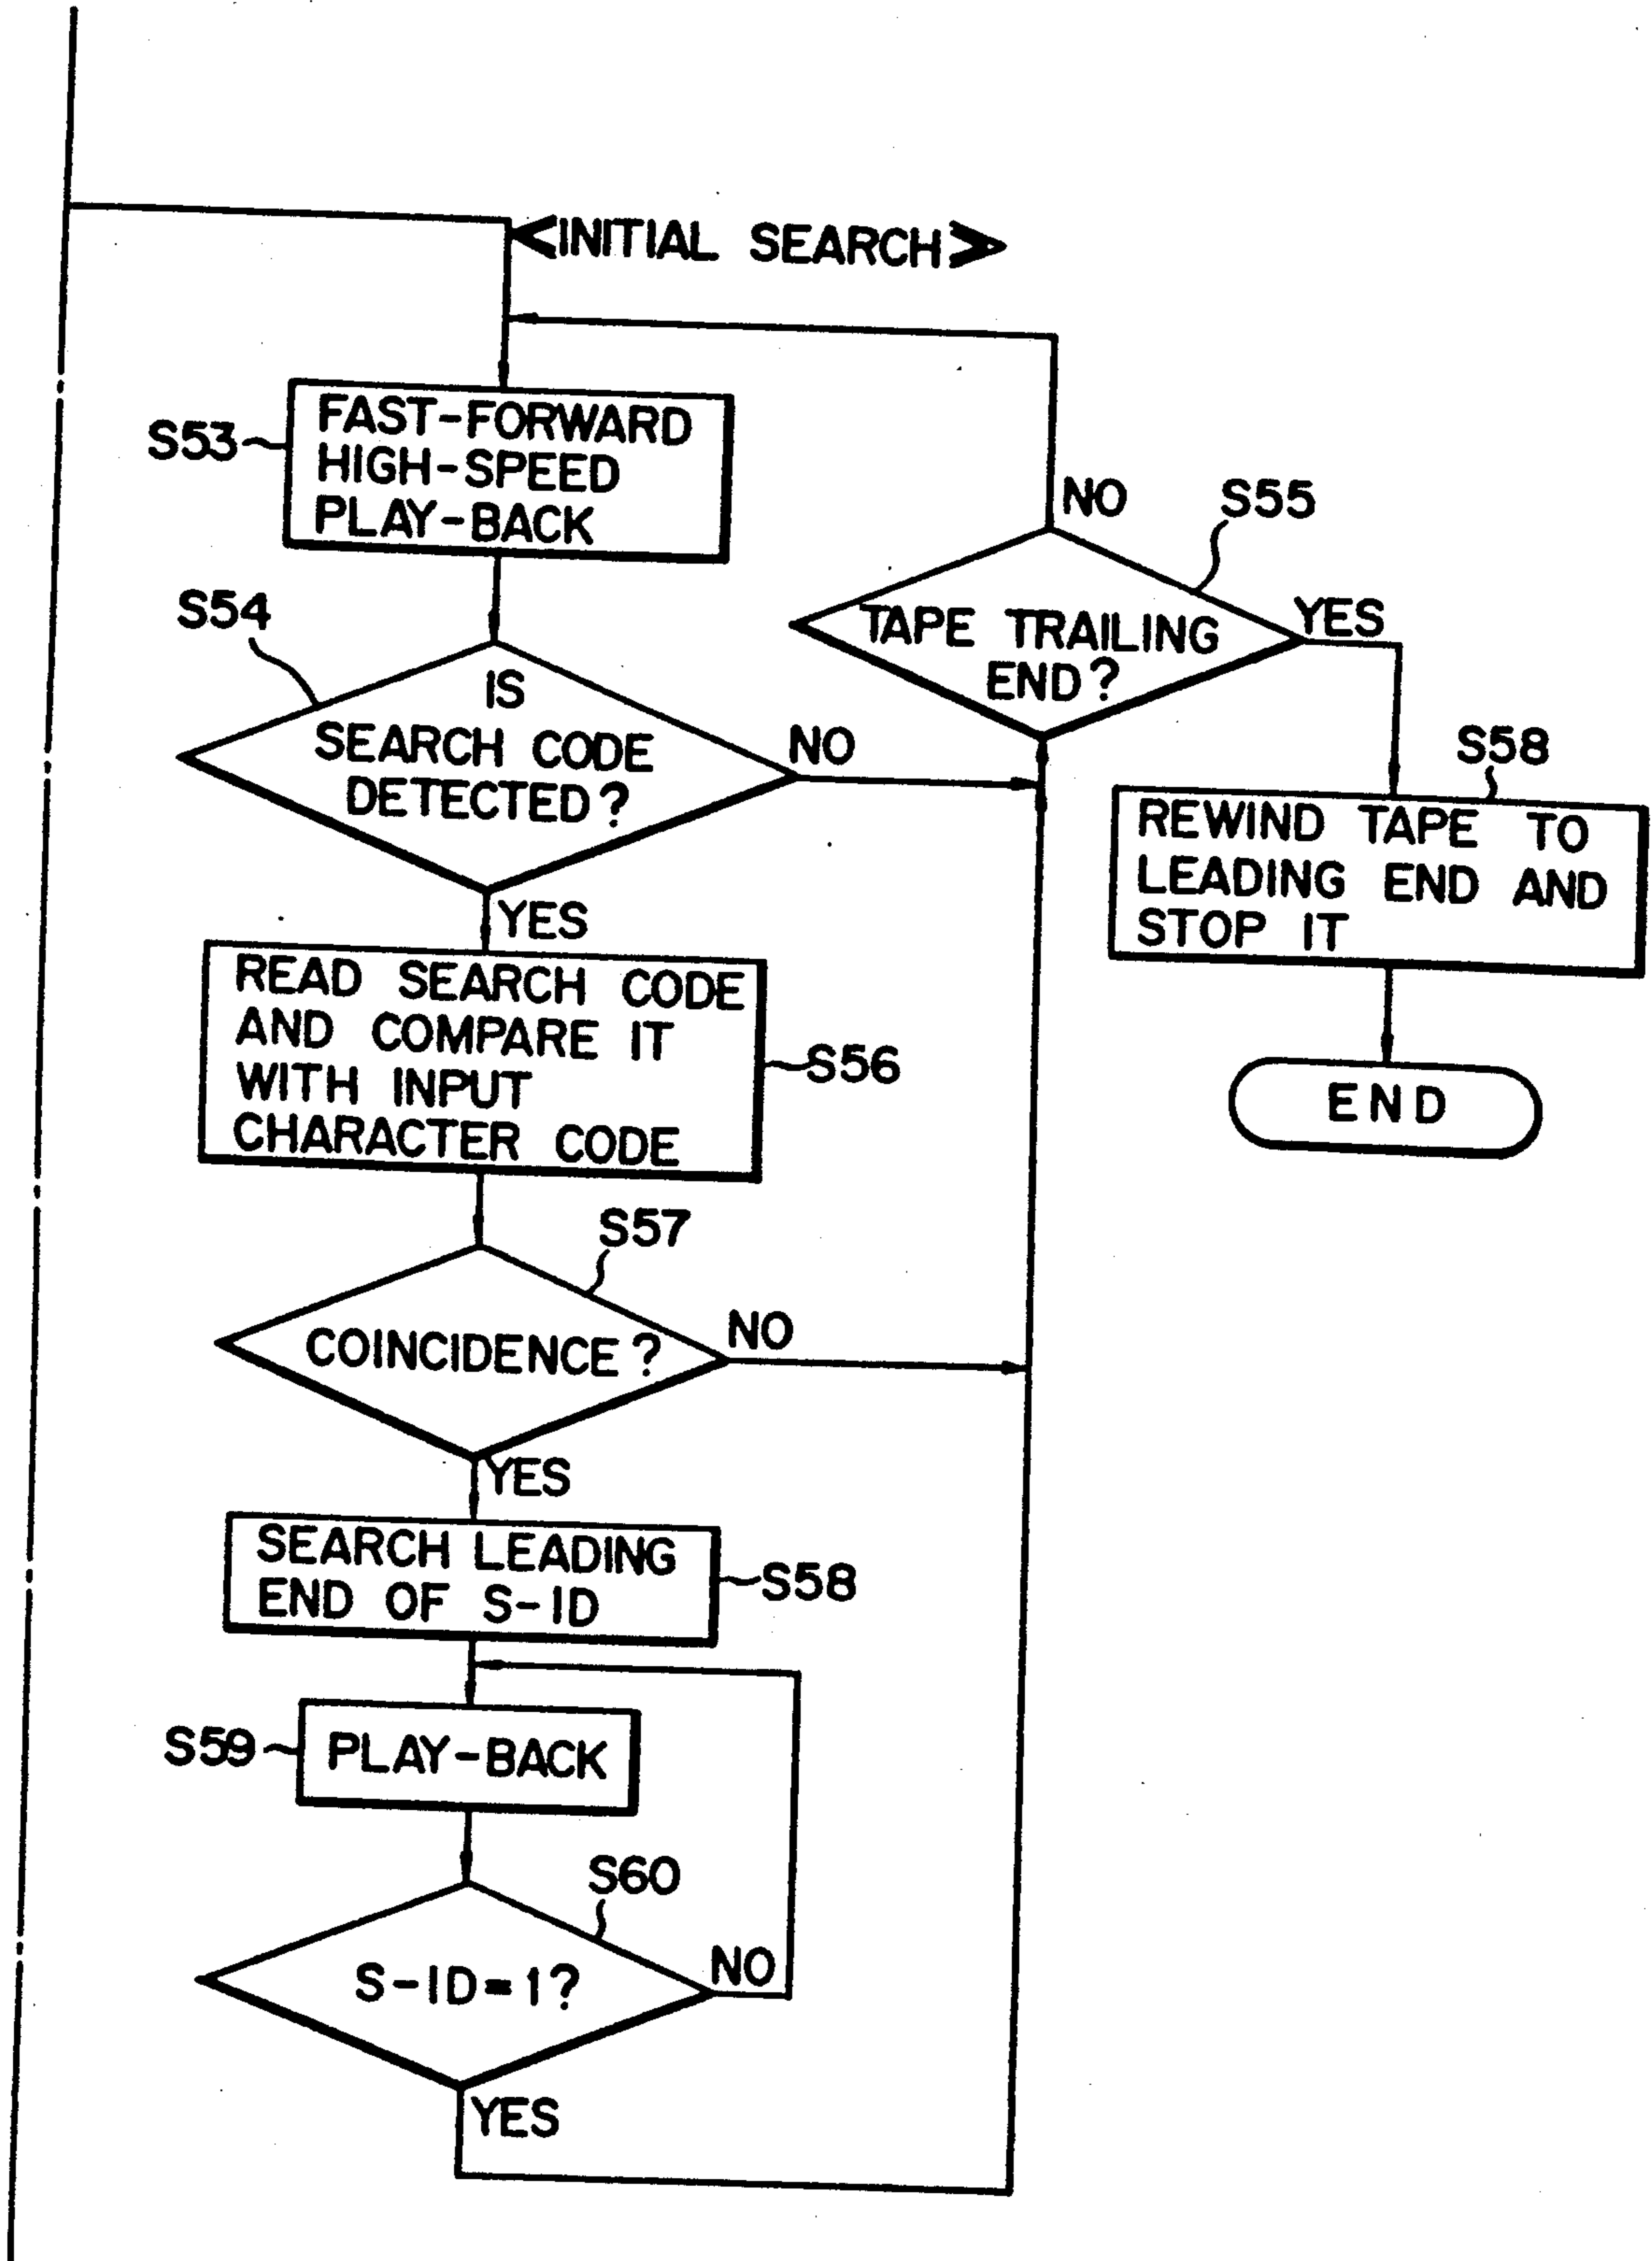 <INITIAL SEARCH>
S53
FAST-FORWARD
HIGH-SPEED
PLAY-BACK
NO
S55
TAPE TRAILING
END?
YES
S54
IS
SEARCH CODE
DETECTED?
NO
YES
S58
REWIND TAPE TO
LEADING END AND
STOP IT
END
READ SEARCH CODE
AND COMPARE IT
WITH INPUT
CHARACTER CODE
S56
S57
COINCIDENCE?
NO
YES
SEARCH LEADING
END OF S-ID
S58
S59
PLAY-BACK
S60
S-ID=1?
NO
YES